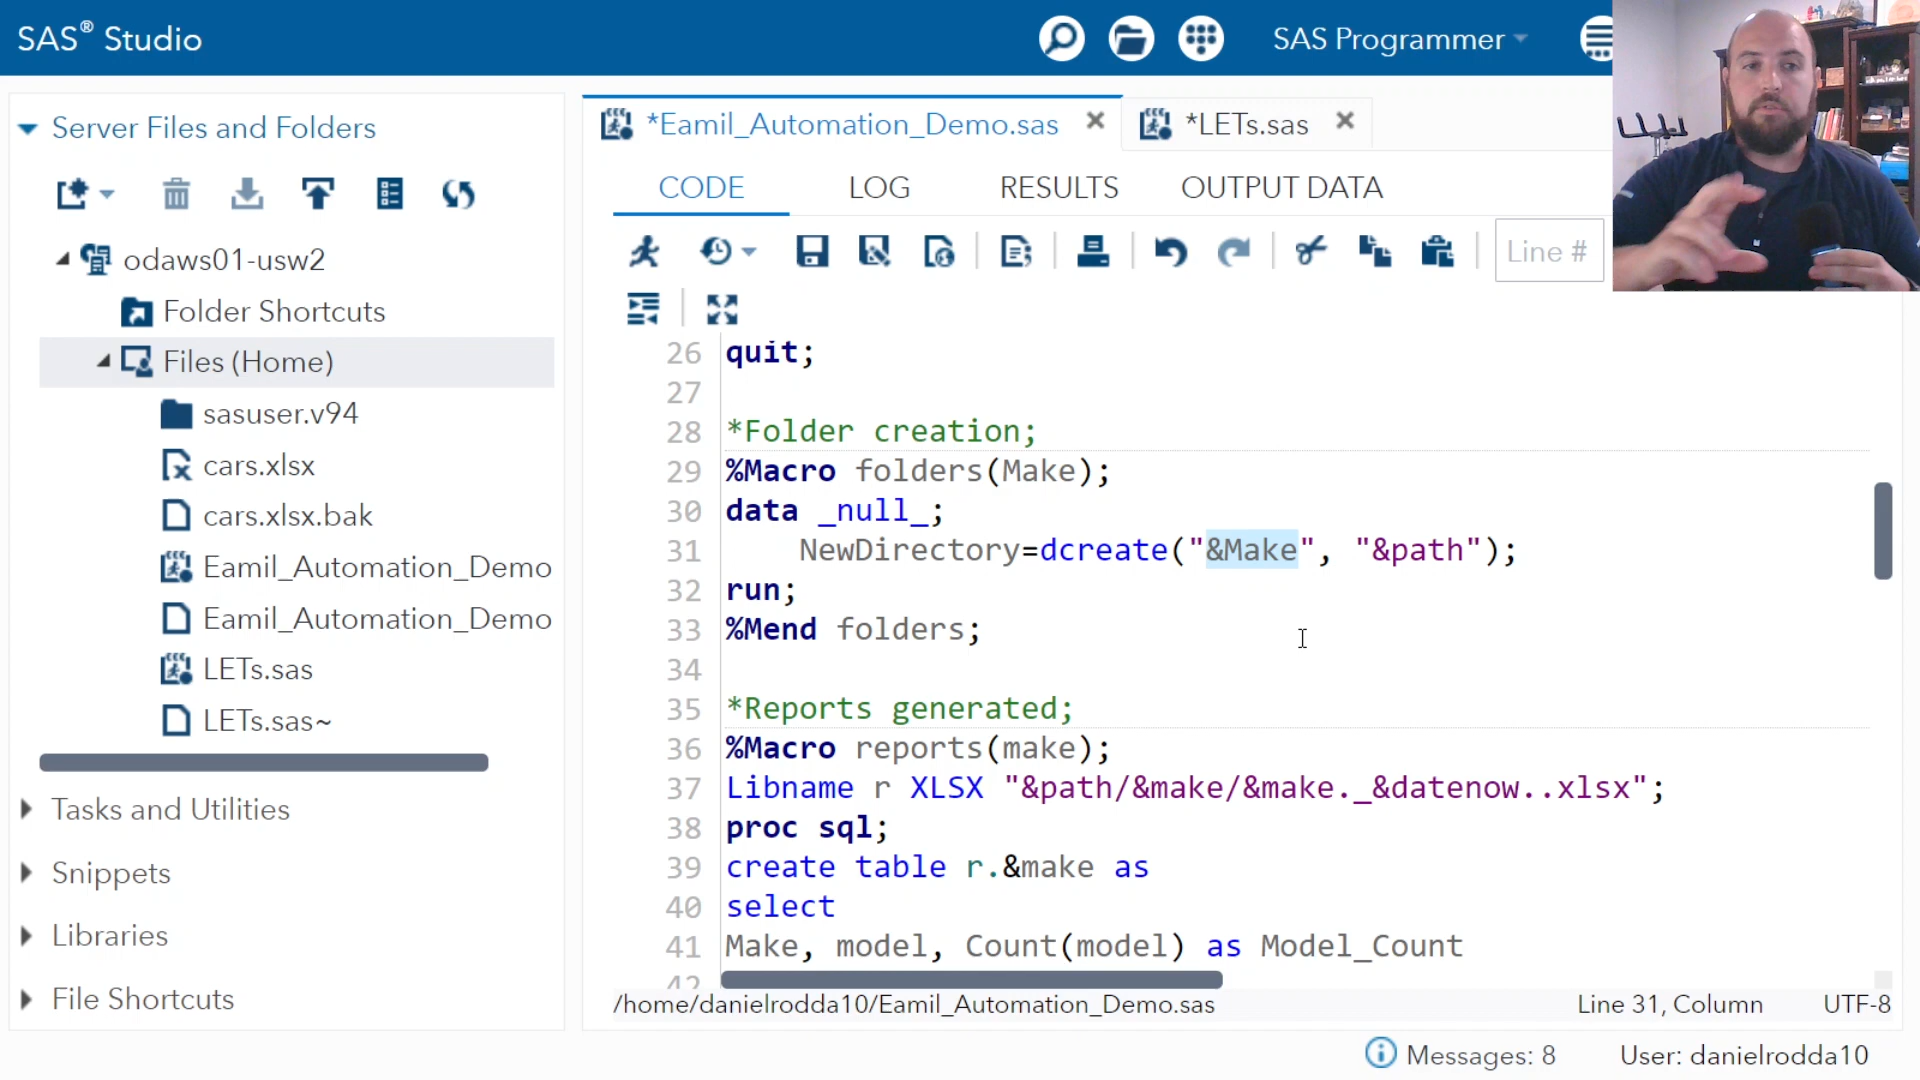 SAS® Studio
SAS Programmer
Server Files and Folders
odaws01-usw2
Folder Shortcuts
Files (Home)
sasuser.v94
cars.xlsx
cars.xlsx.bak
Eamil_Automation_Demo
Eamil_Automation_Demo
LETs.sas
LETs.sas~
Tasks and Utilities
Snippets
Libraries
File Shortcuts
*Eamil_Automation_Demo.sas
*LETs.sas
CODE LOG RESULTS OUTPUT DATA
Line #
26 quit;
27
28 *Folder creation;
29 %Macro folders(Make);
30 data _null_;
31 NewDirectory=dcreate("&Make", "&path");
32 run;
33 %Mend folders;
34
35 *Reports generated;
36 %Macro reports(make);
37 Libname r XLSX "&path/&make/&make._&datenow..xlsx";
38 proc sql;
39 create table r.&make as
40 select
41 Make, model, Count(model) as Model_Count
42
/home/danielrodda10/Eamil_Automation_Demo.sas
Line 31, Column
UTF-8
Messages: 8
User: danielrodda10